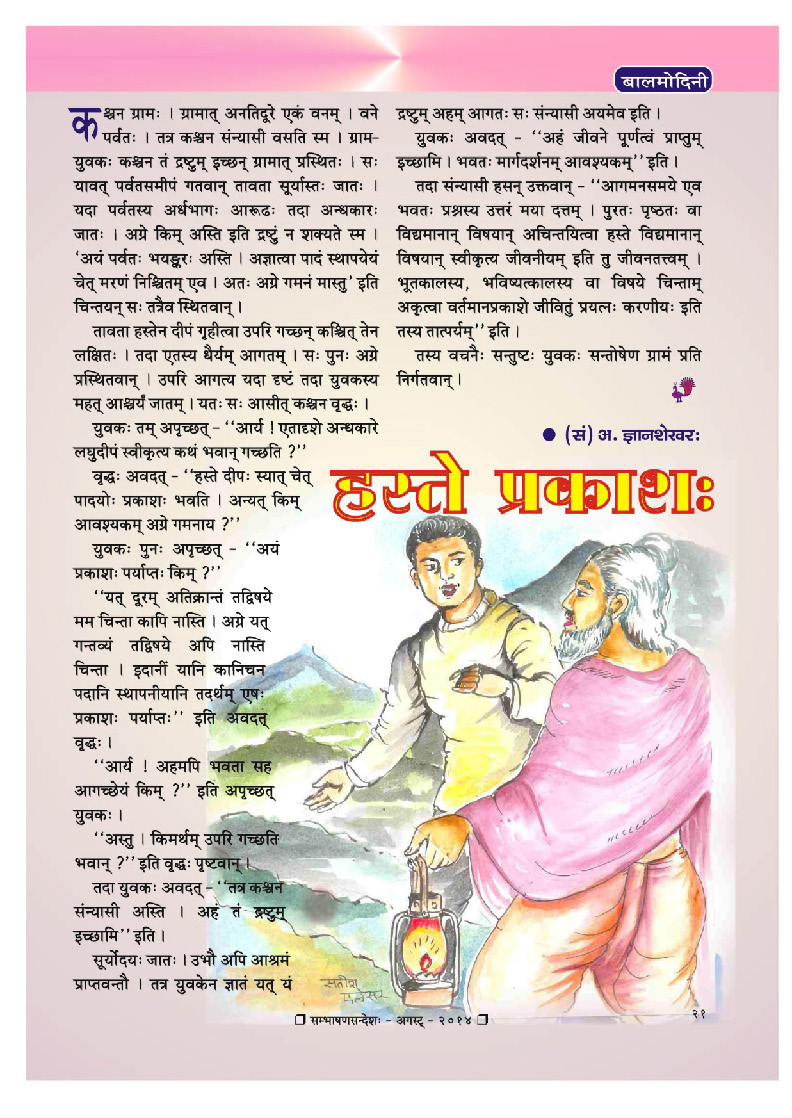 बालमोदिनी
कश्चन ग्रामः । ग्रामात् अनतिदूरे एकं वनम् । वने
पर्वतः । तत्र कश्चन संन्यासी वसति स्म । ग्राम-
युवकः कश्चन तं द्रष्टुम् इच्छन् ग्रामात् प्रस्थितः । सः
यावत् पर्वतसमीपं गतवान् तावता सूर्यास्तः जातः ।
यदा पर्वतस्य अर्धभागः आरूढः तदा अन्धकारः
जातः । अग्रे किम् अस्ति इति द्रष्टुं न शक्यते स्म ।
‘अयं पर्वतः भयङ्करः अस्ति । अज्ञात्वा पादं स्थापयेयं
चेत् मरणं निश्चितम् एव । अतः अग्रे गमनं मास्तु’ इति
चिन्तयन् सः तत्रैव स्थितवान् ।
तावता हस्तेन दीपं गृहीत्वा उपरि गच्छन् कश्चित् तेन
लक्षितः । तदा एतस्य धैर्यम् आगतम् । सः पुनः अग्रे
प्रस्थितवान् । उपरि आगत्य यदा दृष्टं तदा युवकस्य
महत् आश्चर्यं जातम् । यतः सः आसीत् कश्चन वृद्धः ।
युवकः तम् अपृच्छत् – ‘‘आर्य ! एतादृशे अन्धकारे
लघुदीपं स्वीकृत्य कथं भवान् गच्छति ?’’
वृद्धः अवदत् – ‘‘हस्ते दीपः स्यात् चेत्
पादयोः प्रकाशः भवति । अन्यत् किम्
आवश्यकम् अग्रे गमनाय ?’’
युवकः पुनः अपृच्छत् – ‘‘अयं
प्रकाशः पर्याप्तः किम् ?’’
‘‘यत् दूरम् अतिक्रान्तं तद्विषये
मम चिन्ता कापि नास्ति । अग्रे यत्
गन्तव्यं तद्विषये अपि नास्ति
चिन्ता । इदानीं यानि कानिचन
पदानि स्थापनीयानि तदर्थम् एषः
प्रकाशः पर्याप्तः’’ इति अवदत्
वृद्धः ।
‘‘आर्य ! अहमपि भवता सह
आगच्छेयं किम् ?’’ इति अपृच्छत्
युवकः ।
‘‘अस्तु । किमर्थम् उपरि गच्छति
भवान् ?’’ इति वृद्धः पृष्टवान् ।
तदा युवकः अवदत् – ‘‘तत्र कश्चन
संन्यासी अस्ति । अहं तं द्रष्टुम्
इच्छामि’’ इति ।
सूर्योदयः जातः । उभौ अपि आश्रमं
प्राप्तवन्तौ । तत्र युवकेन ज्ञातं यत् यं
द्रष्टुम् अहम् आगतः सः संन्यासी अयमेव इति ।
युवकः अवदत् – ‘‘अहं जीवने पूर्णत्वं प्राप्तुम्
इच्छामि । भवतः मार्गदर्शनम् आवश्यकम्’’ इति ।
तदा संन्यासी हसन् उक्तवान् – ‘‘आगमनसमये एव
भवतः प्रश्नस्य उत्तरं मया दत्तम् । पुरतः पृष्ठतः वा
विद्यमानान् विषयान् अचिन्तयित्वा हस्ते विद्यमानान्
विषयान् स्वीकृत्य जीवनीयम् इति तु जीवनतत्त्वम् ।
भूतकालस्य, भविष्यत्कालस्य वा विषये चिन्ताम्
अकृत्वा वर्तमानप्रकाशे जीवितुं प्रयत्नः करणीयः इति
तस्य तात्पर्यम्’’ इति ।
तस्य वचनैः सन्तुष्टः युवकः सन्तोषेण ग्रामं प्रति
निर्गतवान् ।
● (सं) भ. ज्ञानशेखरः
हस्ते प्रकाशः
सतीश
❐ सम्भाषणसन्देशः – अगस्ट् – २०१४ ❐
२१